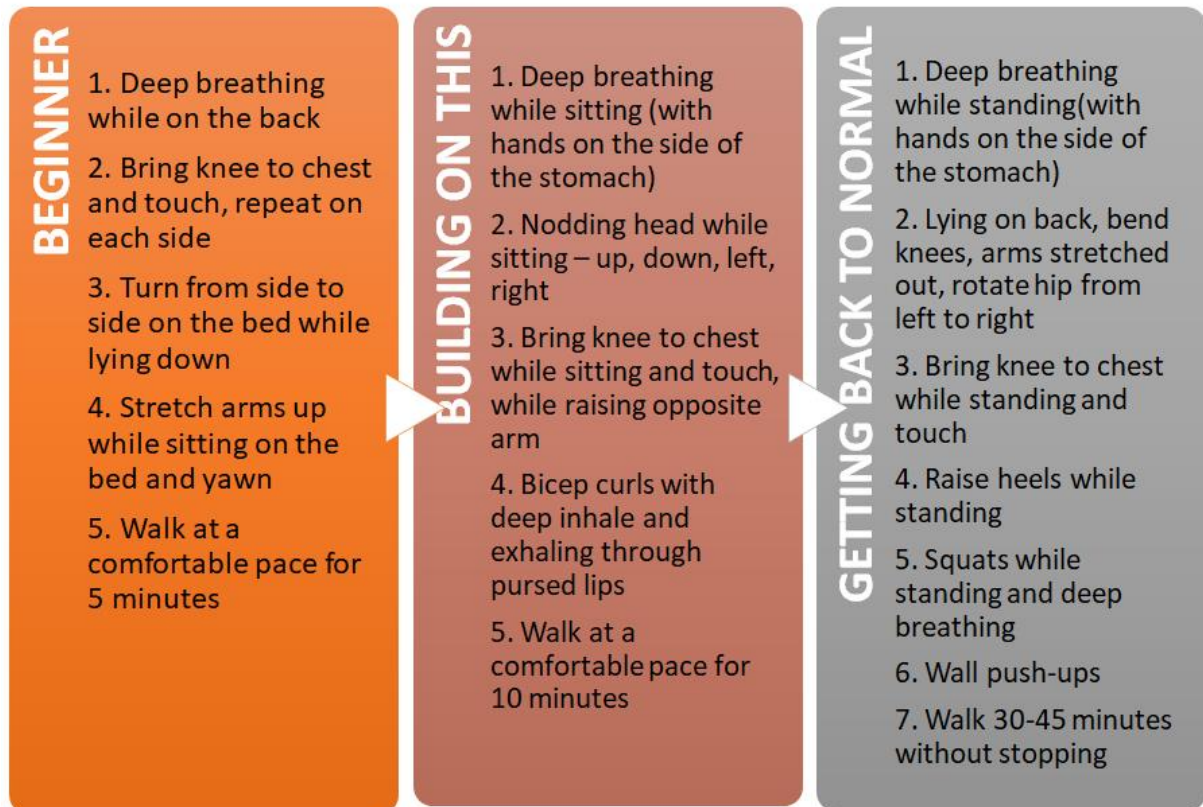 BEGINNER
1. Deep breathing
while on the back
2. Bring knee to chest
and touch, repeat on
each side
3. Turn from side to
side on the bed while
lying down
4. Stretch arms up
while sitting on the
bed and yawn
5. Walk at a
comfortable pace for
5 minutes
BUILDING ON THIS
1. Deep breathing
while sitting (with
hands on the side of
the stomach)
2. Nodding head while
sitting – up, down, left,
right
3. Bring knee to chest
while sitting and touch,
while raising opposite
arm
4. Bicep curls with
deep inhale and
exhaling through
pursed lips
5. Walk at a
comfortable pace for
10 minutes
GETTING BACK TO NORMAL
1. Deep breathing
while standing(with
hands on the side of
the stomach)
2. Lying on back, bend
knees, arms stretched
out, rotate hip from
left to right
3. Bring knee to chest
while standing and
touch
4. Raise heels while
standing
5. Squats while
standing and deep
breathing
6. Wall push-ups
7. Walk 30-45 minutes
without stopping